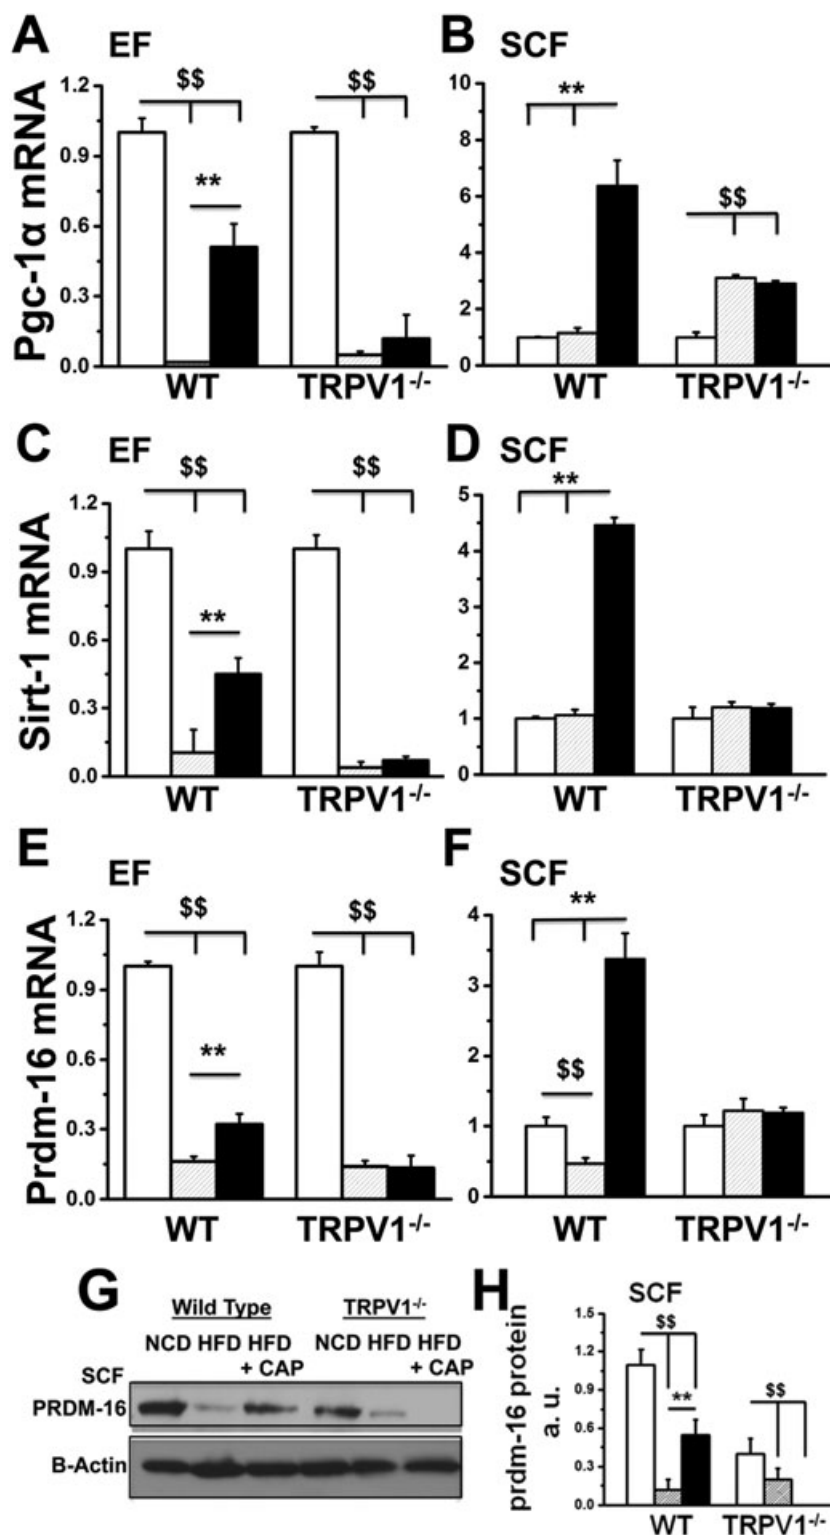 A EF
B SCF
Pgc-1α mRNA
1.2
0.9
0.6
0.3
0.0
$$
**
$$
WT TRPV1-/-
10
8
6
4
2
0
**
$$
WT TRPV1-/-
C EF
D SCF
Sirt-1 mRNA
1.2
0.9
0.6
0.3
0.0
$$
**
$$
WT TRPV1-/-
5
4
3
2
1
0
**
WT TRPV1-/-
E EF
F SCF
Prdm-16 mRNA
1.2
0.9
0.6
0.3
0.0
$$
**
$$
WT TRPV1-/-
4
3
2
1
0
**
$$
WT TRPV1-/-
G
Wild Type TRPV1-/-
NCD HFD HFD + CAP NCD HFD HFD + CAP
SCF
PRDM-16
B-Actin
H
SCF
prdm-16 protein
a. u.
1.5
1.2
0.9
0.6
0.3
0.0
$$
**
$$
WT TRPV1-/-